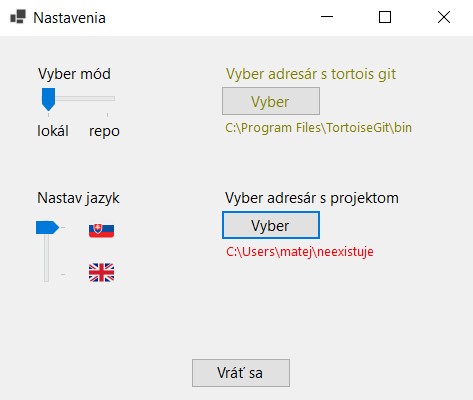 Nastavenia
Vyber mód
lokál repo
Vyber adresár s tortois git
Vyber
C:\Program Files\TortoiseGit\bin
Nastav jazyk
Vyber adresár s projektom
Vyber
C:\Users\matej\neexistuje
Vráť sa